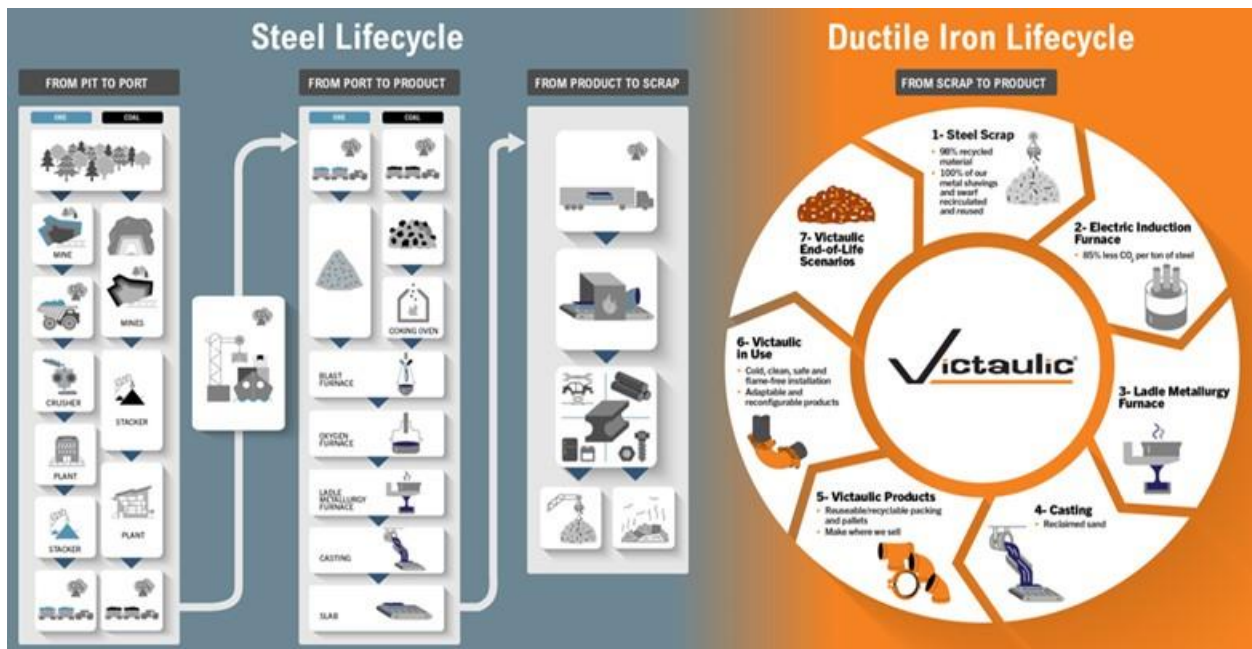 Steel Lifecycle
Ductile Iron Lifecycle
FROM PIT TO PORT
ORE
COAL
MINE
MINES
CRUSHER
STACKER
PLANT
PLANT
STACKER
FROM PORT TO PRODUCT
ORE
COAL
COKING OVEN
BLAST
FURNACE
OXYGEN
FURNACE
LADLE
METALLURGY
FURNACE
CASTING
SLAB
FROM PRODUCT TO SCRAP
FROM SCRAP TO PRODUCT
1- Steel Scrap
• 98% recycled
material
• 100% of our
metal shavings
and swarf
recirculated
and reused
2- Electric Induction
Furnace
• 85% less CO₂ per ton of steel
3- Ladle Metallurgy
Furnace
4- Casting
• Reclaimed sand
5- Victaulic Products
• Reuseable/recyclable packing
and pallets
• Make where we sell
6- Victaulic
in Use
• Cold, clean, safe and
flame-free installation
• Adaptable and
reconfigurable products
7- Victaulic
End-of-Life
Scenarios
Victaulic®